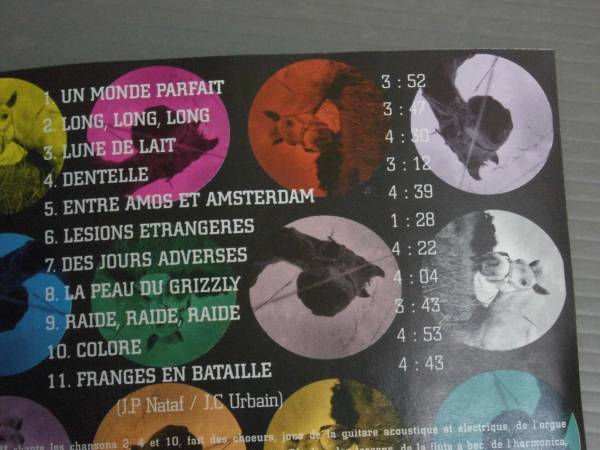 1. UN MONDE PARFAIT 3 : 52
2. LONG, LONG, LONG 3 : 47
3. LUNE DE LAIT 4 : 30
4. DENTELLE 3 : 12
5. ENTRE AMOS ET AMSTERDAM 4 : 39
6. LESIONS ETRANGERES 1 : 28
7. DES JOURS ADVERSES 4 : 22
8. LA PEAU DU GRIZZLY 4 : 04
9. RAIDE, RAIDE, RAIDE 3 : 43
10. COLORE 4 : 53
11. FRANGES EN BATAILLE 4 : 43
(J.P Nataf / J.C Urbain)
chante les chansons 2, 4 et 10, fait des choeurs, joue de la guitare acoustique et electrique, de l'orgue
de la flute à bec, de l'harmonica,